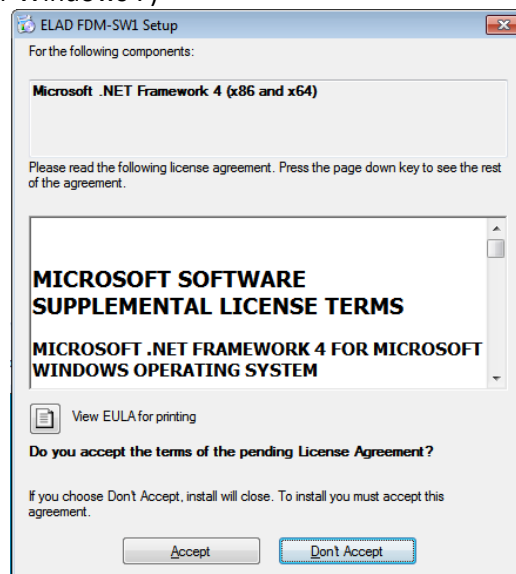 ELAD FDM-SW1 Setup
For the following components:
Microsoft .NET Framework 4 (x86 and x64)
Please read the following license agreement. Press the page down key to see the rest
of the agreement.
MICROSOFT SOFTWARE
SUPPLEMENTAL LICENSE TERMS
MICROSOFT .NET FRAMEWORK 4 FOR MICROSOFT
WINDOWS OPERATING SYSTEM
View EULA for printing
Do you accept the terms of the pending License Agreement?
If you choose Don't Accept, install will close. To install you must accept this
agreement.
Accept
Don't Accept